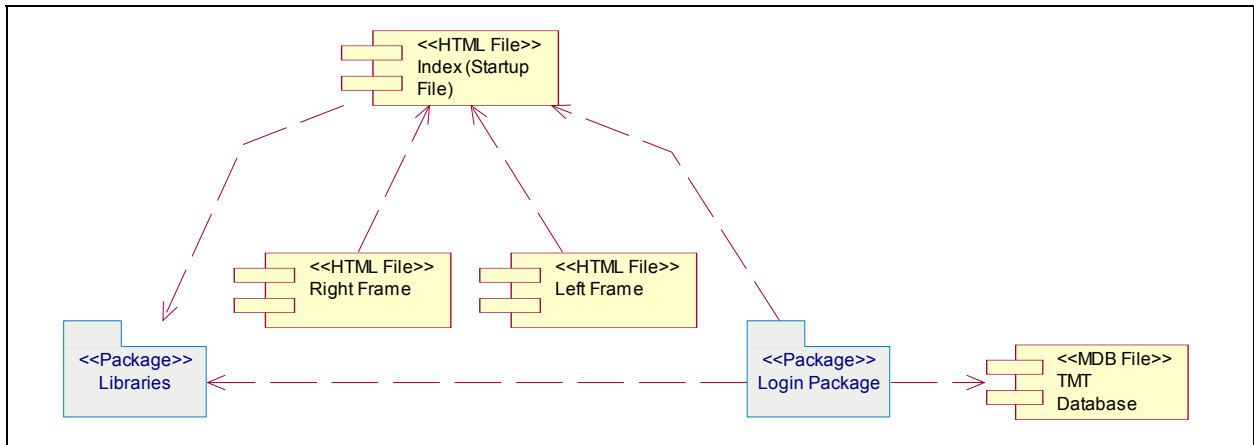 <<HTML File>>
Index (Startup
File)
<<HTML File>>
Right Frame
<<HTML File>>
Left Frame
<<Package>>
Libraries
<<Package>>
Login Package
<<MDB File>>
TMT
Database